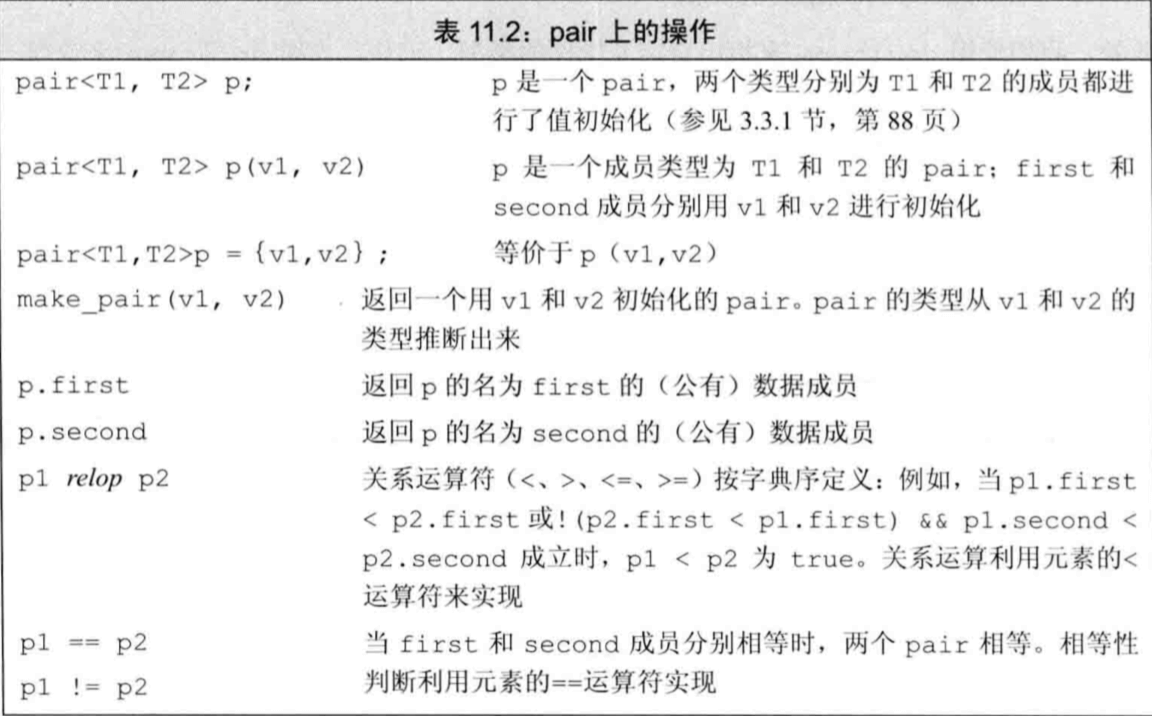 表 11.2：pair 上的操作
pair<T1, T2> p; p 是一个 pair，两个类型分别为 T1 和 T2 的成员都进
行了值初始化（参见 3.3.1 节，第 88 页）
pair<T1, T2> p(v1, v2) p 是一个成员类型为 T1 和 T2 的 pair；first 和
second 成员分别用 v1 和 v2 进行初始化
pair<T1,T2>p = {v1,v2} ; 等价于 p（v1,v2）
make_pair(v1, v2) 返回一个用 v1 和 v2 初始化的 pair。pair 的类型从 v1 和 v2 的
类型推断出来
p.first 返回 p 的名为 first 的（公有）数据成员
p.second 返回 p 的名为 second 的（公有）数据成员
p1 relop p2 关系运算符（<、>、<=、>=）按字典序定义：例如，当 p1.first
< p2.first 或!(p2.first < p1.first) && p1.second <
p2.second 成立时，p1 < p2 为 true。关系运算利用元素的<
运算符来实现
p1 == p2 当 first 和 second 成员分别相等时，两个 pair 相等。相等性
p1 != p2 判断利用元素的==运算符实现